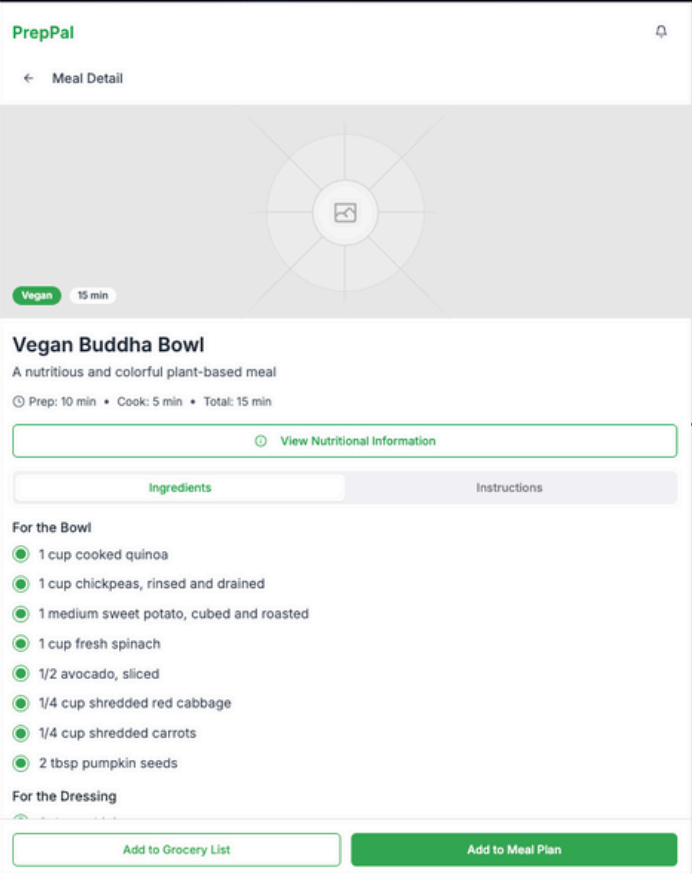 PrepPal
Meal Detail
Vegan 15 min
Vegan Buddha Bowl
A nutritious and colorful plant-based meal
Prep: 10 min • Cook: 5 min • Total: 15 min
View Nutritional Information
Ingredients Instructions
For the Bowl
1 cup cooked quinoa
1 cup chickpeas, rinsed and drained
1 medium sweet potato, cubed and roasted
1 cup fresh spinach
1/2 avocado, sliced
1/4 cup shredded red cabbage
1/4 cup shredded carrots
2 tbsp pumpkin seeds
For the Dressing
Add to Grocery List Add to Meal Plan